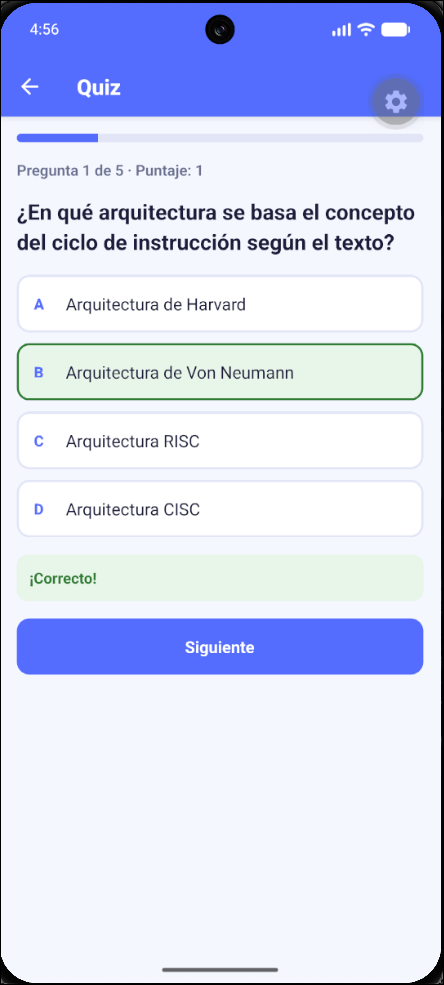 4:56
Quiz
Pregunta 1 de 5 · Puntaje: 1
¿En qué arquitectura se basa el concepto
del ciclo de instrucción según el texto?
A Arquitectura de Harvard
B Arquitectura de Von Neumann
C Arquitectura RISC
D Arquitectura CISC
¡Correcto!
Siguiente